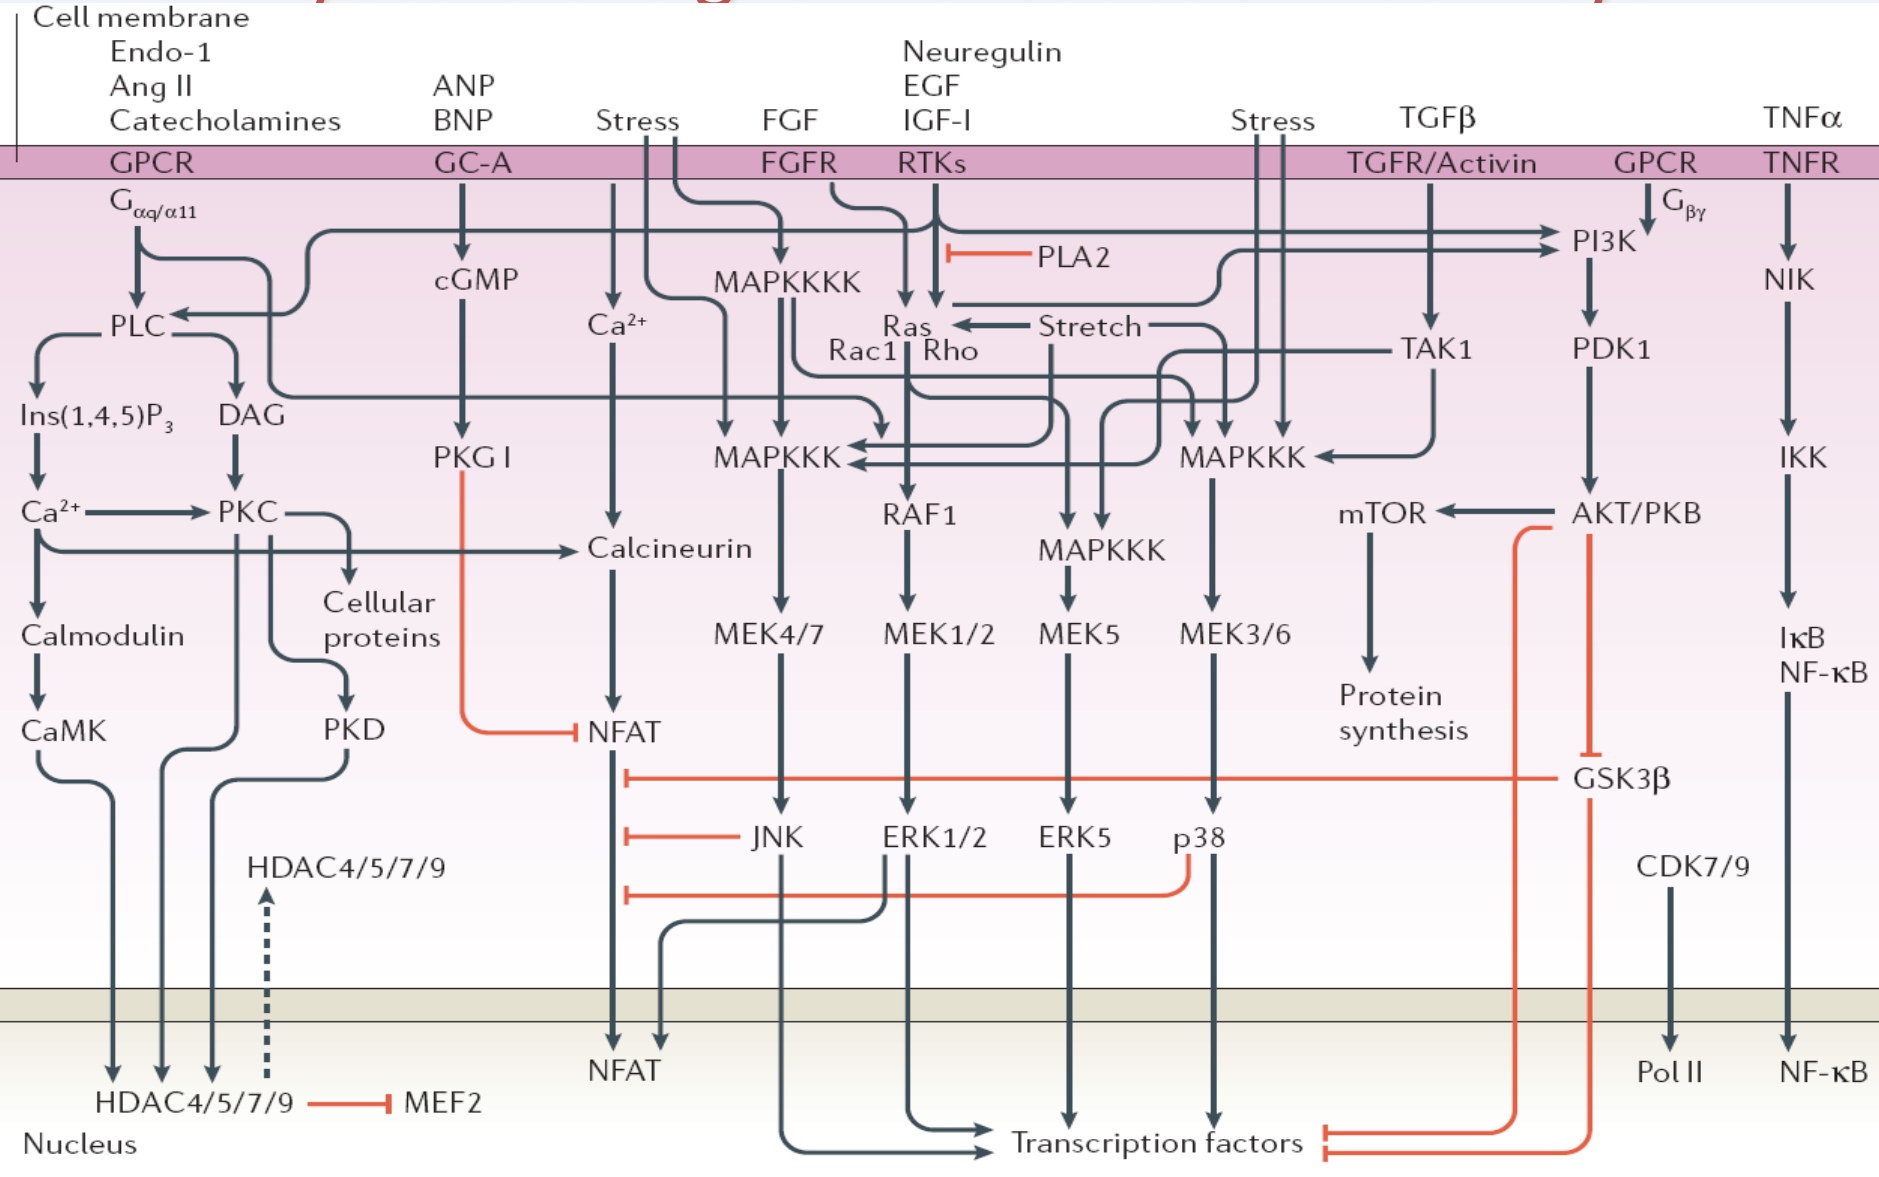 Cell membrane
Endo-1
Ang II
Catecholamines
ANP
BNP
Stress
FGF
Neuregulin
EGF
IGF-I
Stress
TGFβ
TNFα
GPCR
GC-A
FGFR
RTKs
TGFR/Activin
GPCR
TNFR
Gαq/α11
Gβγ
PI3K
PLA2
cGMP
MAPKKKK
NIK
PLC
Ca2+
Ras
Stretch
Rac1
Rho
TAK1
PDK1
Ins(1,4,5)P3
DAG
PKG I
MAPKKK
MAPKKK
IKK
Ca2+
PKC
RAF1
mTOR
AKT/PKB
Calcineurin
MAPKKK
Cellular
proteins
Calmodulin
MEK4/7
MEK1/2
MEK5
MEK3/6
IκB
NF-κB
Protein
synthesis
CaMK
PKD
NFAT
GSK3β
JNK
ERK1/2
ERK5
p38
HDAC4/5/7/9
CDK7/9
NFAT
Pol II
NF-κB
HDAC4/5/7/9
MEF2
Nucleus
Transcription factors